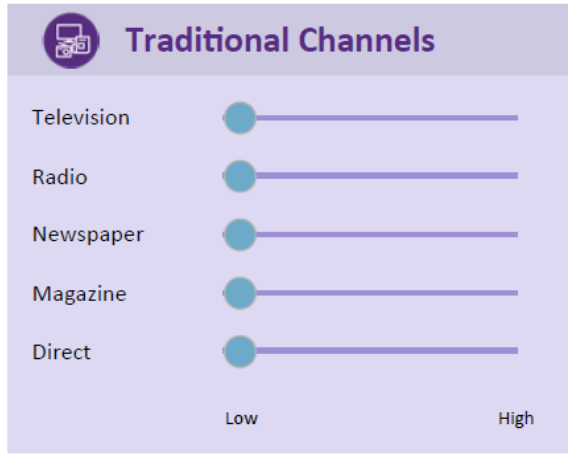 Traditional Channels
Television
Radio
Newspaper
Magazine
Direct
Low High